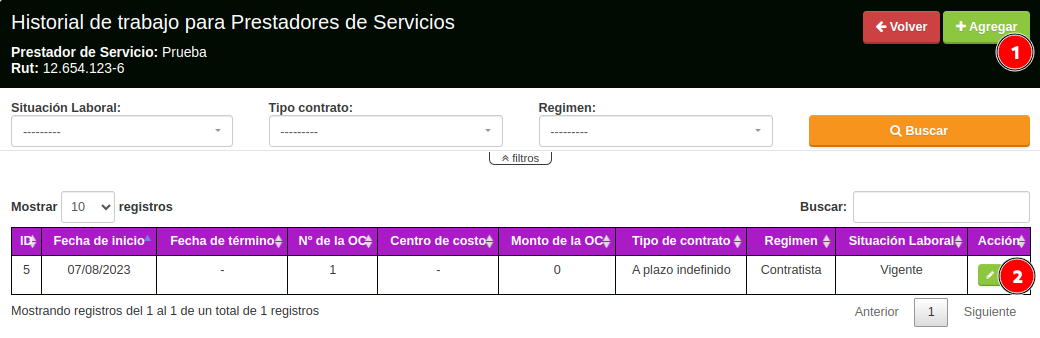 Historial de trabajo para Prestadores de Servicios
Volver
Agregar
1
Prestador de Servicio: Prueba
Rut: 12.654.123-6
Situación Laboral: Tipo contrato: Regimen:
--------- --------- --------- Buscar
filtros
Mostrar 10 registros Buscar:
ID Fecha de inicio Fecha de término Nº de la OC Centro de costo Monto de la OC Tipo de contrato Regimen Situación Laboral Acción
5 07/08/2023 - 1 - 0 A plazo indefinido Contratista Vigente 2
Mostrando registros del 1 al 1 de un total de 1 registros Anterior 1 Siguiente